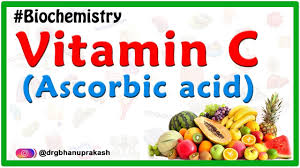 #Biochemistry
Vitamin C
(Ascorbic acid)
@drgbhanuprakash